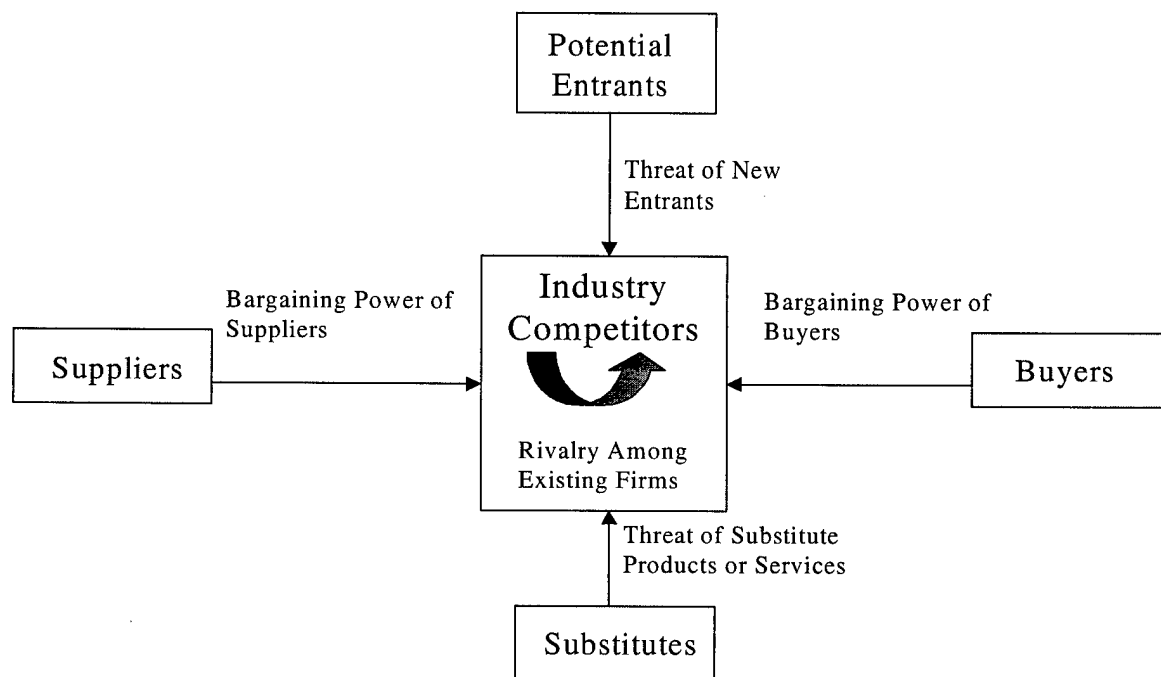 Potential
Entrants
Threat of New
Entrants
Industry
Competitors
Bargaining Power of
Suppliers
Bargaining Power of
Buyers
Suppliers
Buyers
Rivalry Among
Existing Firms
Threat of Substitute
Products or Services
Substitutes